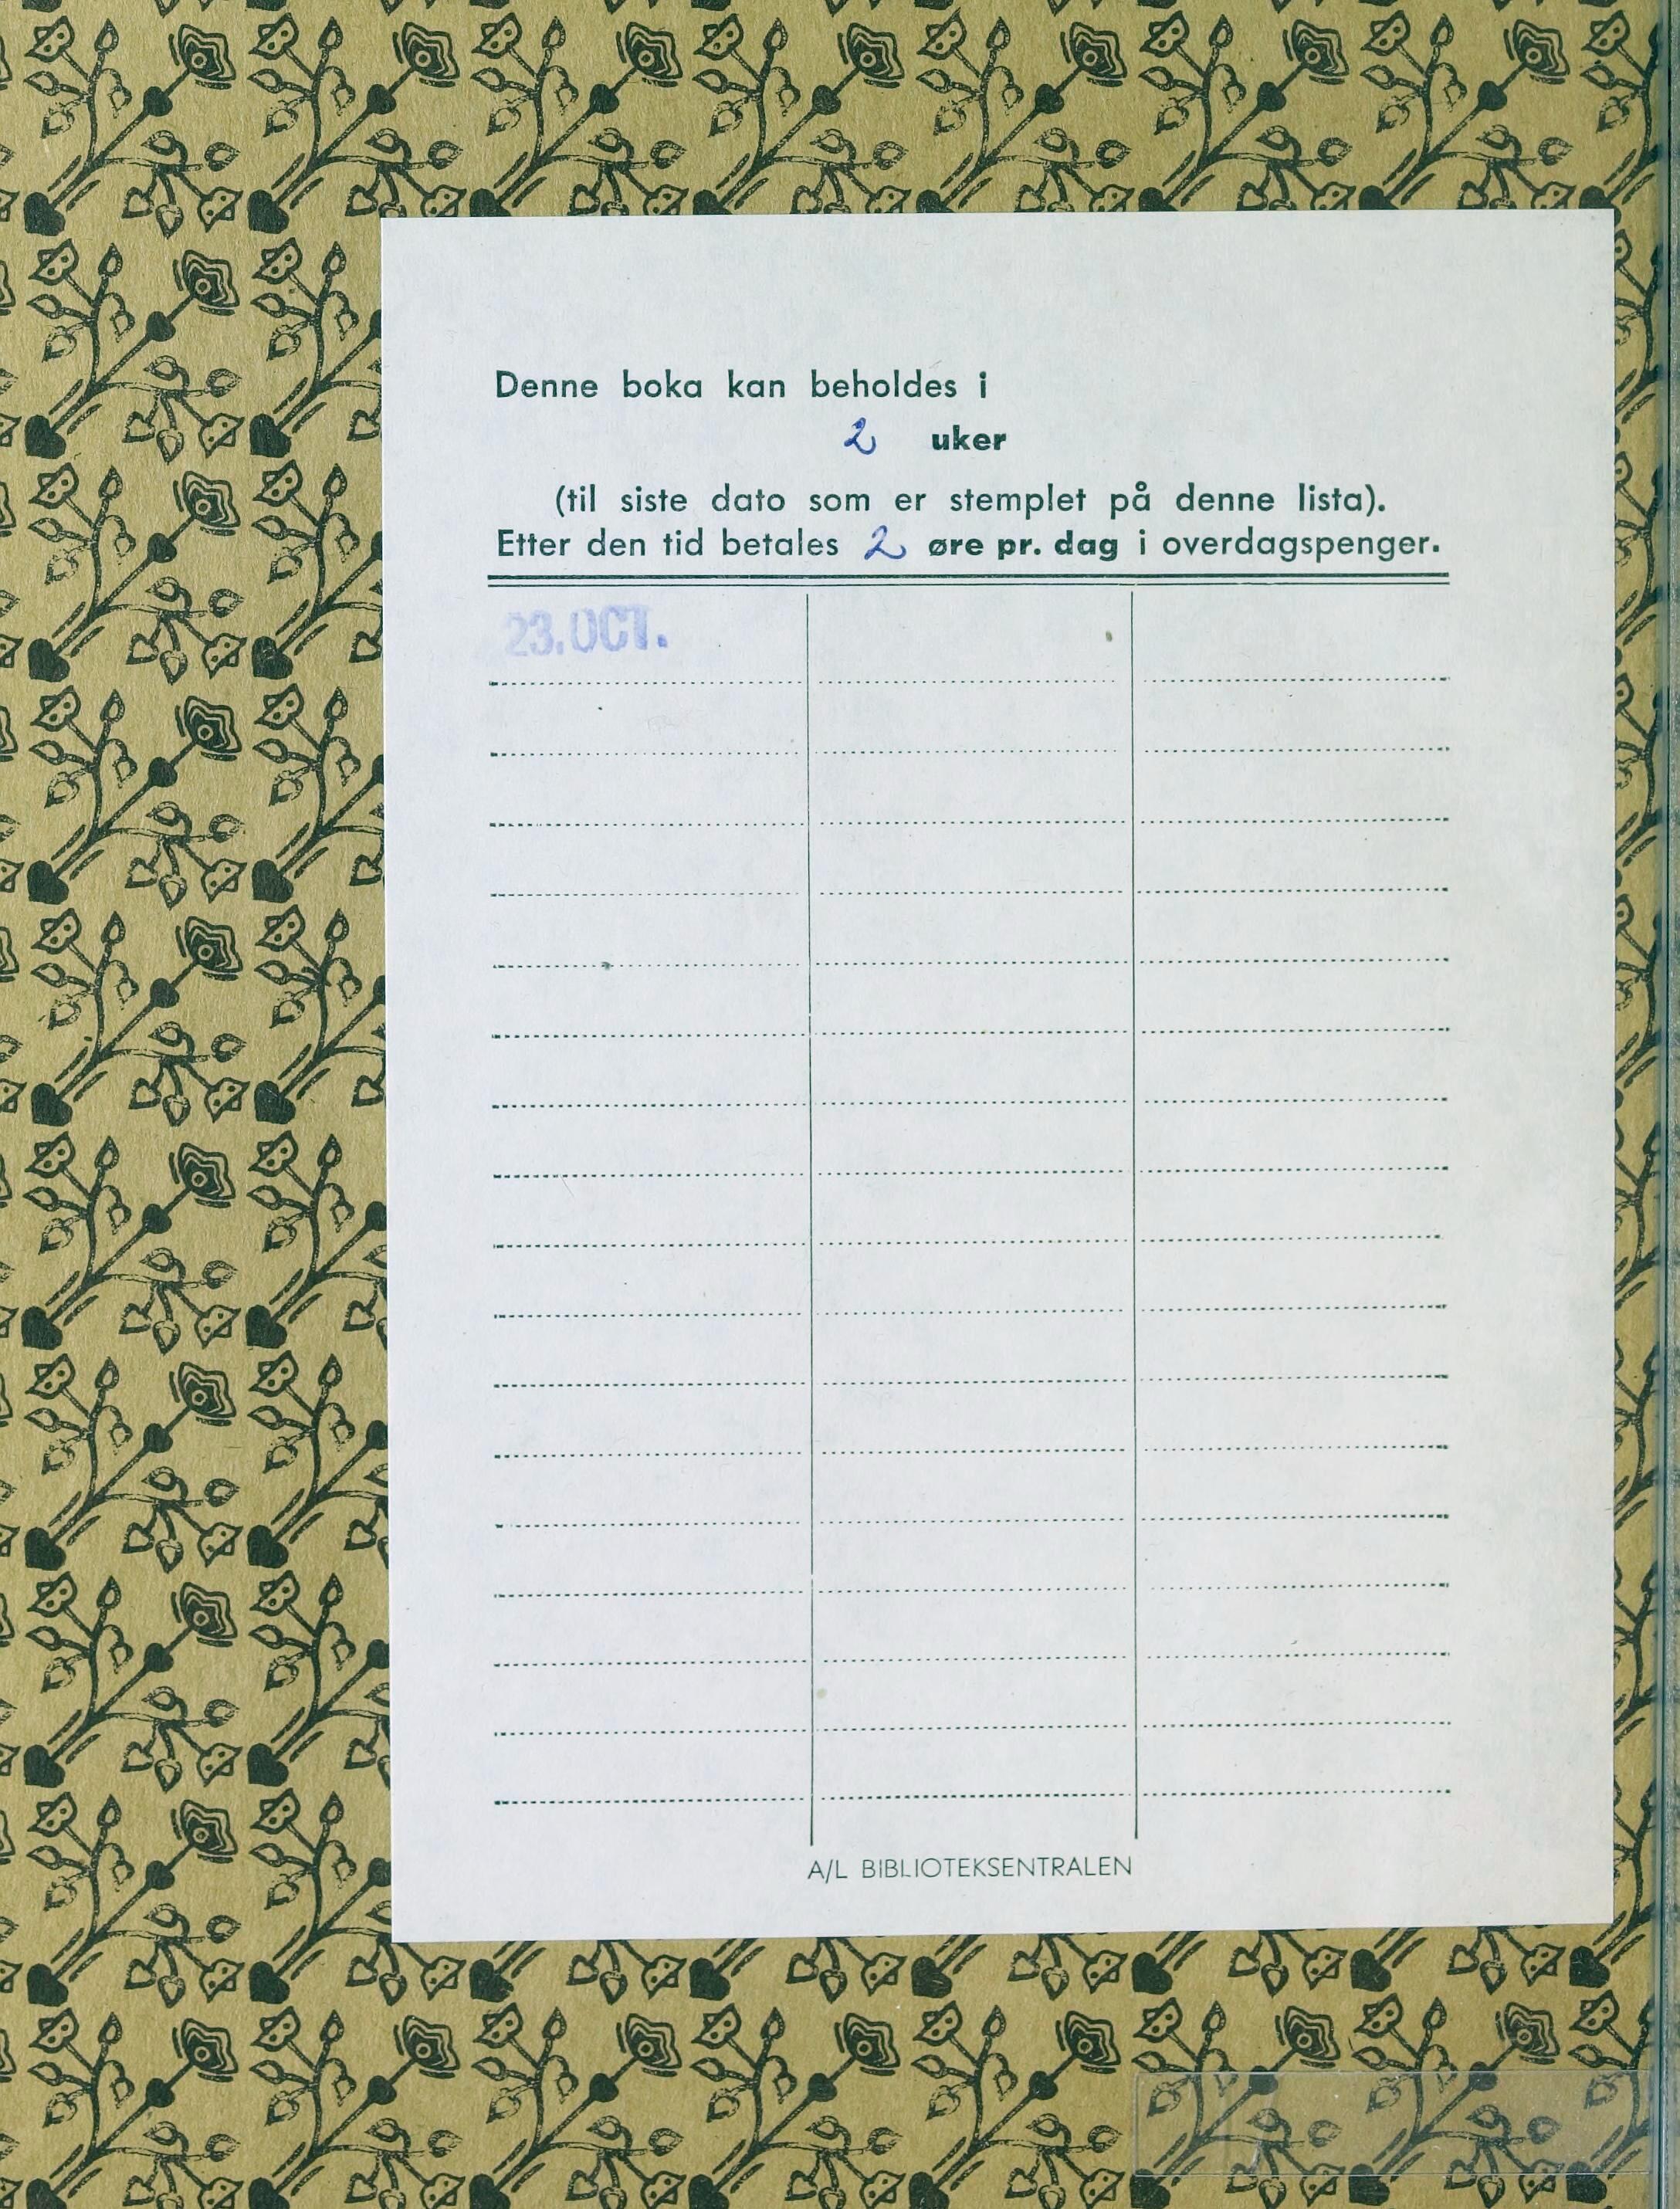 Denne boka kan beholdes i
2 uker
(til siste dato som er stemplet på denne lista).
Etter den tid betales 2 øre pr. dag i overdagspenger.
23.OCT.
A/L BIBLIOTEKSENTRALEN